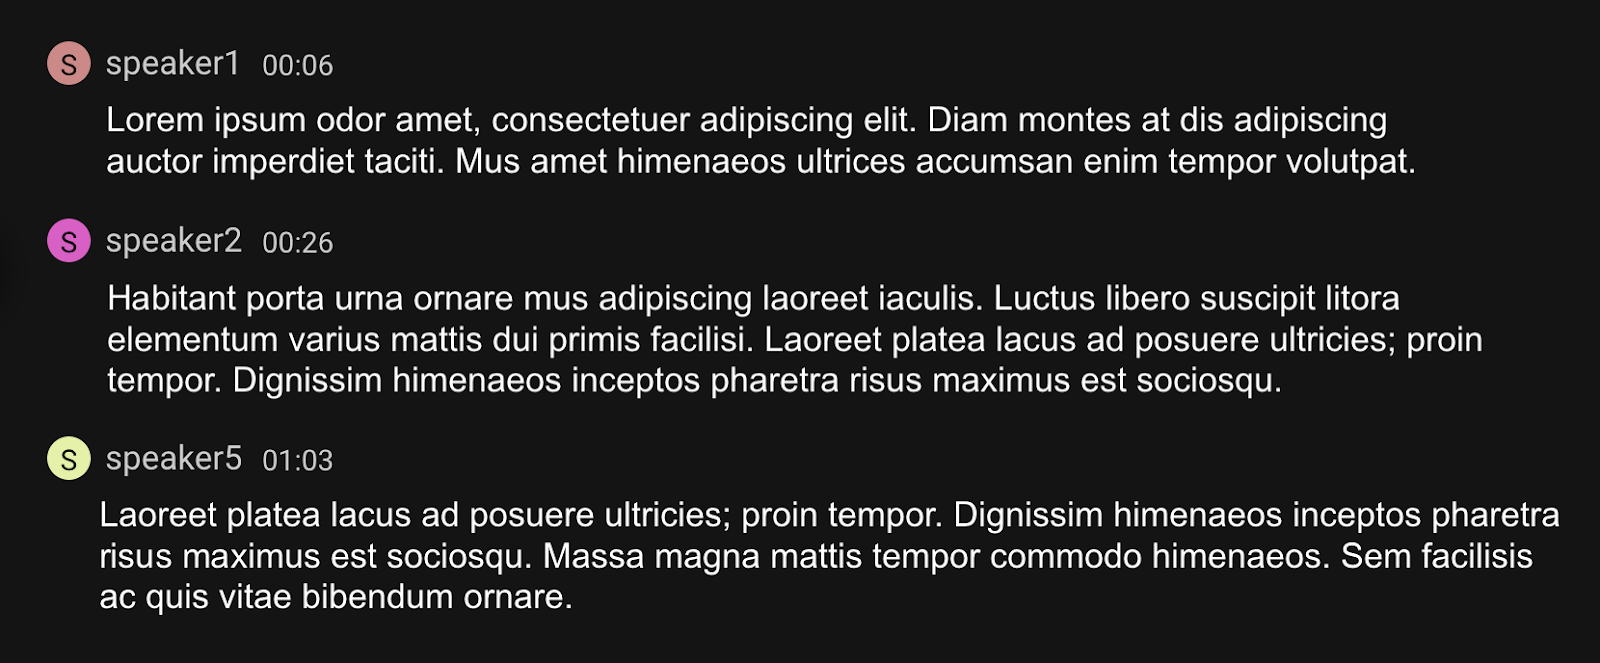 S speaker1 00:06
Lorem ipsum odor amet, consectetuer adipiscing elit. Diam montes at dis adipiscing
auctor imperdiet taciti. Mus amet himenaeos ultrices accumsan enim tempor volutpat.
S speaker2 00:26
Habitant porta urna ornare mus adipiscing laoreet iaculis. Luctus libero suscipit litora
elementum varius mattis dui primis facilisi. Laoreet platea lacus ad posuere ultricies; proin
tempor. Dignissim himenaeos inceptos pharetra risus maximus est sociosqu.
S speaker5 01:03
Laoreet platea lacus ad posuere ultricies; proin tempor. Dignissim himenaeos inceptos pharetra
risus maximus est sociosqu. Massa magna mattis tempor commodo himenaeos. Sem facilisis
ac quis vitae bibendum ornare.